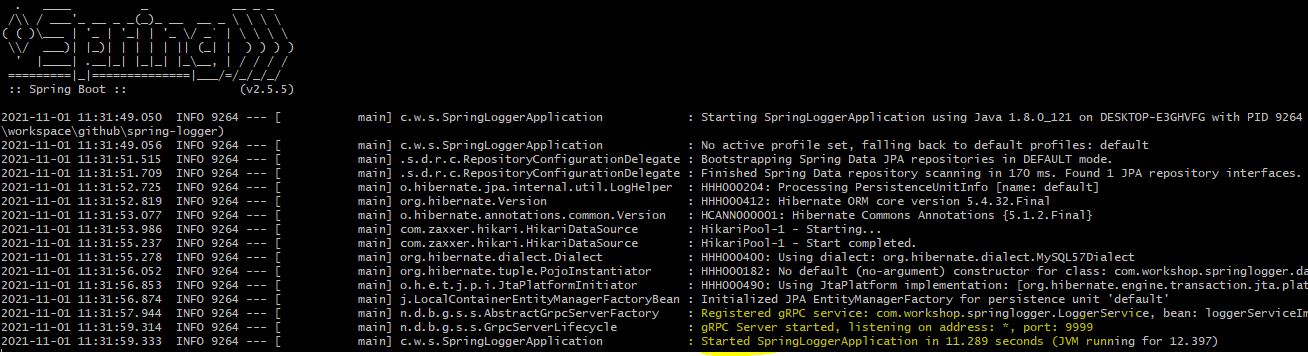 .   ____          _            __ _ _
 /\\ / ___'_ __ _ _(_)_ __  __ _ \ \ \ \
( ( )\___ | '_ | '_| | '_ \/ _` | \ \ \ \
 \\/  ___)| |_)| | | | | || (_| |  ) ) ) )
  '  |____| .__|_| |_|_| |_\__, | / / / /
 =========|_|==============|___/=/_/_/_/
 :: Spring Boot ::                (v2.5.5)
2021-11-01 11:31:49.050  INFO 9264 --- [           main] c.w.s.SpringLoggerApplication            : Starting SpringLoggerApplication using Java 1.8.0_121 on DESKTOP-E3GHVFG with PID 9264
\workspace\github\spring-logger)
2021-11-01 11:31:49.056  INFO 9264 --- [           main] c.w.s.SpringLoggerApplication            : No active profile set, falling back to default profiles: default
2021-11-01 11:31:51.515  INFO 9264 --- [           main] .s.d.r.c.RepositoryConfigurationDelegate : Bootstrapping Spring Data JPA repositories in DEFAULT mode.
2021-11-01 11:31:51.709  INFO 9264 --- [           main] .s.d.r.c.RepositoryConfigurationDelegate : Finished Spring Data repository scanning in 170 ms. Found 1 JPA repository interfaces.
2021-11-01 11:31:52.725  INFO 9264 --- [           main] o.hibernate.jpa.internal.util.LogHelper  : HHH000204: Processing PersistenceUnitInfo [name: default]
2021-11-01 11:31:52.819  INFO 9264 --- [           main] org.hibernate.Version                    : HHH000412: Hibernate ORM core version 5.4.32.Final
2021-11-01 11:31:53.077  INFO 9264 --- [           main] o.hibernate.annotations.common.Version   : HCANN000001: Hibernate Commons Annotations {5.1.2.Final}
2021-11-01 11:31:53.986  INFO 9264 --- [           main] com.zaxxer.hikari.HikariDataSource       : HikariPool-1 - Starting...
2021-11-01 11:31:55.237  INFO 9264 --- [           main] com.zaxxer.hikari.HikariDataSource       : HikariPool-1 - Start completed.
2021-11-01 11:31:55.278  INFO 9264 --- [           main] org.hibernate.dialect.Dialect            : HHH000400: Using dialect: org.hibernate.dialect.MySQL57Dialect
2021-11-01 11:31:56.052  INFO 9264 --- [           main] org.hibernate.tuple.PojoInstantiator     : HHH000182: No default (no-argument) constructor for class: com.workshop.springlogger.da
2021-11-01 11:31:56.853  INFO 9264 --- [           main] o.h.e.t.j.p.i.JtaPlatformInitiator       : HHH000490: Using JtaPlatform implementation: [org.hibernate.engine.transaction.jta.plat
2021-11-01 11:31:56.874  INFO 9264 --- [           main] j.LocalContainerEntityManagerFactoryBean : Initialized JPA EntityManagerFactory for persistence unit 'default'
2021-11-01 11:31:57.944  INFO 9264 --- [           main] n.d.b.g.s.s.AbstractGrpcServerFactory    : Registered gRPC service: com.workshop.springlogger.LoggerService, bean: loggerServiceIm
2021-11-01 11:31:59.314  INFO 9264 --- [           main] n.d.b.g.s.s.GrpcServerLifecycle          : gRPC Server started, listening on address: *, port: 9999
2021-11-01 11:31:59.333  INFO 9264 --- [           main] c.w.s.SpringLoggerApplication            : Started SpringLoggerApplication in 11.289 seconds (JVM running for 12.397)